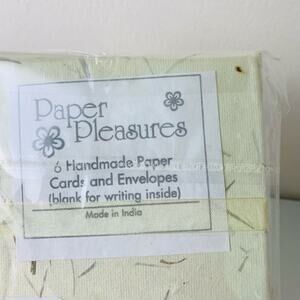 Paper
Pleasures
6 Handmade Paper
Cards and Envelopes
(blank for writing inside)
Made in India